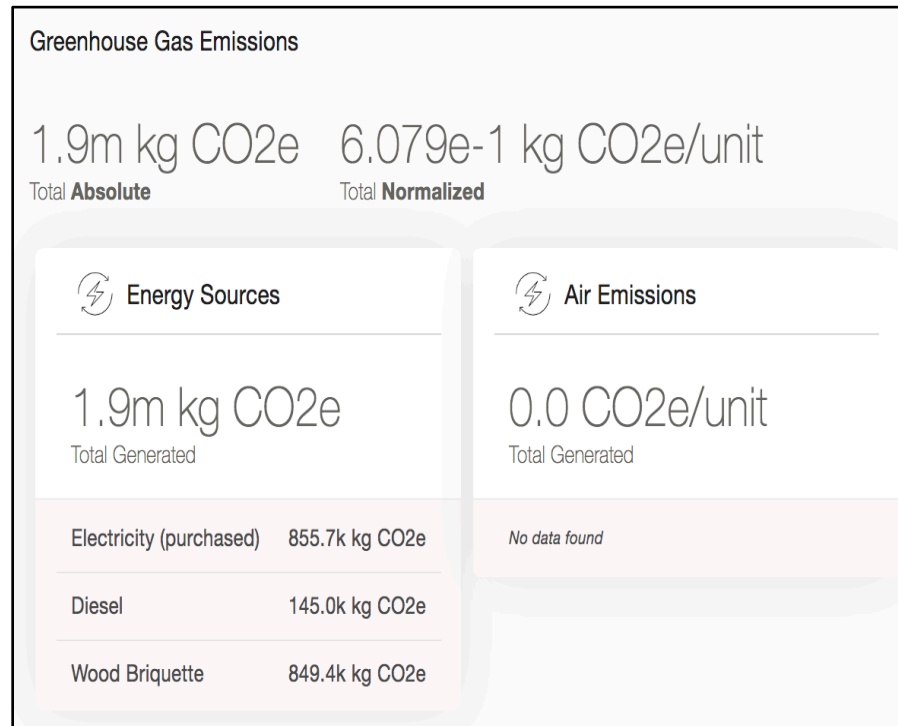 Greenhouse Gas Emissions
1.9m kg CO2e 6.079e-1 kg CO2e/unit
Total Absolute Total Normalized
Energy Sources
1.9m kg CO2e
Total Generated
Electricity (purchased) 855.7k kg CO2e
Diesel 145.0k kg CO2e
Wood Briquette 849.4k kg CO2e
Air Emissions
0.0 CO2e/unit
Total Generated
No data found